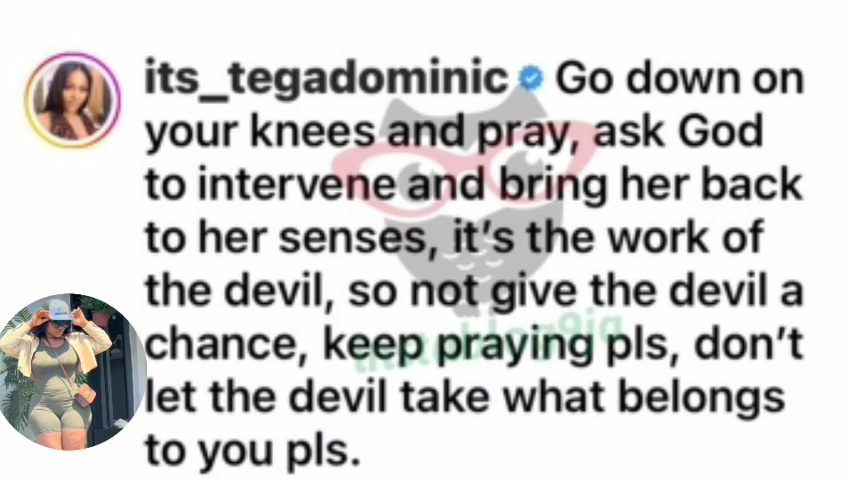 its_tegadominic Go down on
your knees and pray, ask God
to intervene and bring her back
to her senses, it's the work of
the devil, so not give the devil a
chance, keep praying pls, don't
let the devil take what belongs
to you pls.
instablog9ja